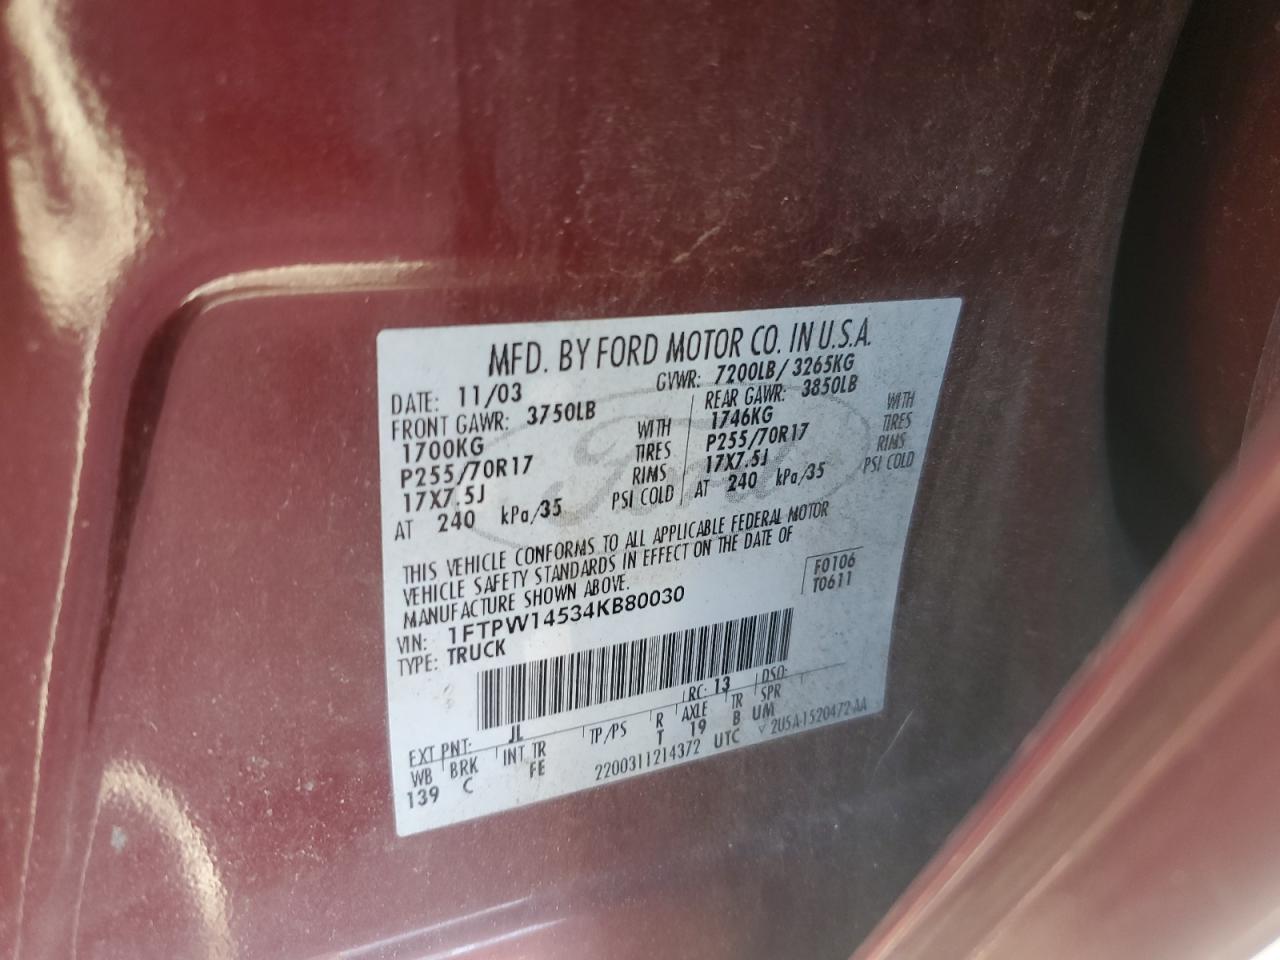 MFD. BY FORD MOTOR CO. IN U.S.A.
DATE: 11/03 GVWR: 7200LB/3265KG
FRONT GAWR: 3750LB REAR GAWR: 3850LB
1700KG WITH 1746KG WITH
P255/70R17 TIRES P255/70R17 TIRES
17X7.5J RIMS 17X7.5J RIMS
AT 240 kPa/35 PSI COLD AT 240 kPa/35 PSI COLD
Ford
THIS VEHICLE CONFORMS TO ALL APPLICABLE FEDERAL MOTOR
VEHICLE SAFETY STANDARDS IN EFFECT ON THE DATE OF
MANUFACTURE SHOWN ABOVE.
F0106
T0611
VIN: 1FTPW14534KB80030
TYPE: TRUCK
EXT PNT: JL RC: 13 DSO:
WB BRK INT TR TP/PS R AXLE TR SPR
139 C FE T 19 B UM
2200311214372 UTC
▽ 2U5A-1520472-AA